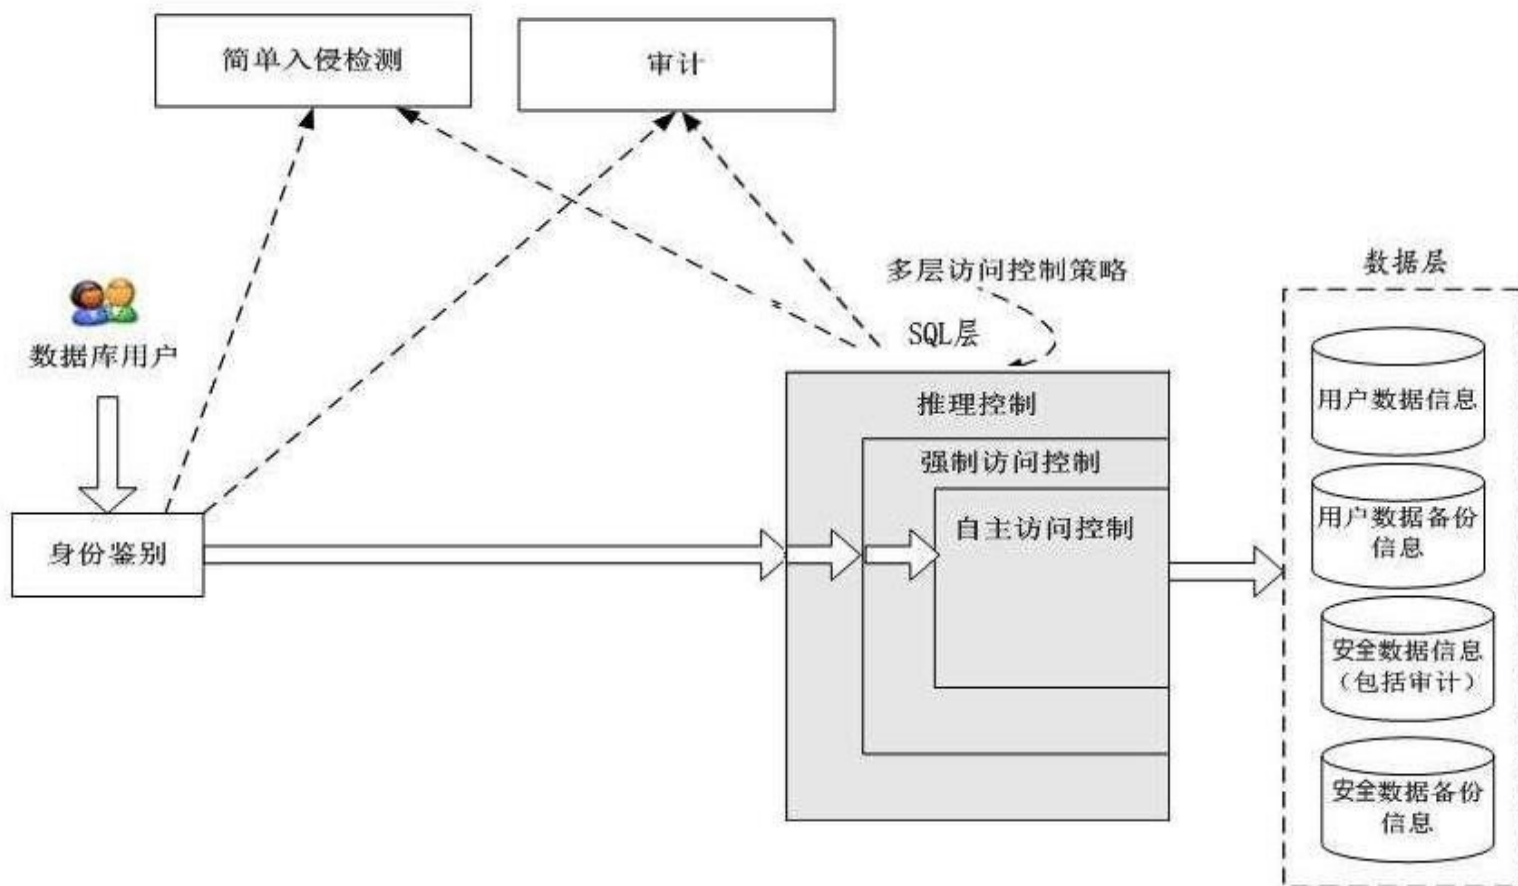 简单入侵检测
审计
多层访问控制策略
数据层
SQL层
数据库用户
推理控制
用户数据信息
强制访问控制
自主访问控制
用户数据备份
信息
身份鉴别
安全数据信息
（包括审计）
安全数据备份
信息